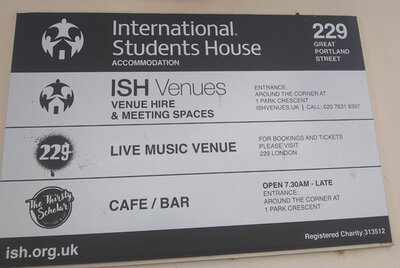 International
Students House
ACCOMMODATION
229
GREAT
PORTLAND
STREET
ISH Venues
VENUE HIRE
& MEETING SPACES
ENTRANCE:
AROUND THE CORNER AT
1 PARK CRESCENT
ISHVENUES.UK | CALL: 020 7631 8397
229
LIVE MUSIC VENUE
FOR BOOKINGS AND TICKETS
PLEASE VISIT
229.LONDON
The Thirsty
Scholar
CAFE / BAR
OPEN 7.30AM - LATE
ENTRANCE:
AROUND THE CORNER AT
1 PARK CRESCENT
ish.org.uk
Registered Charity 313512